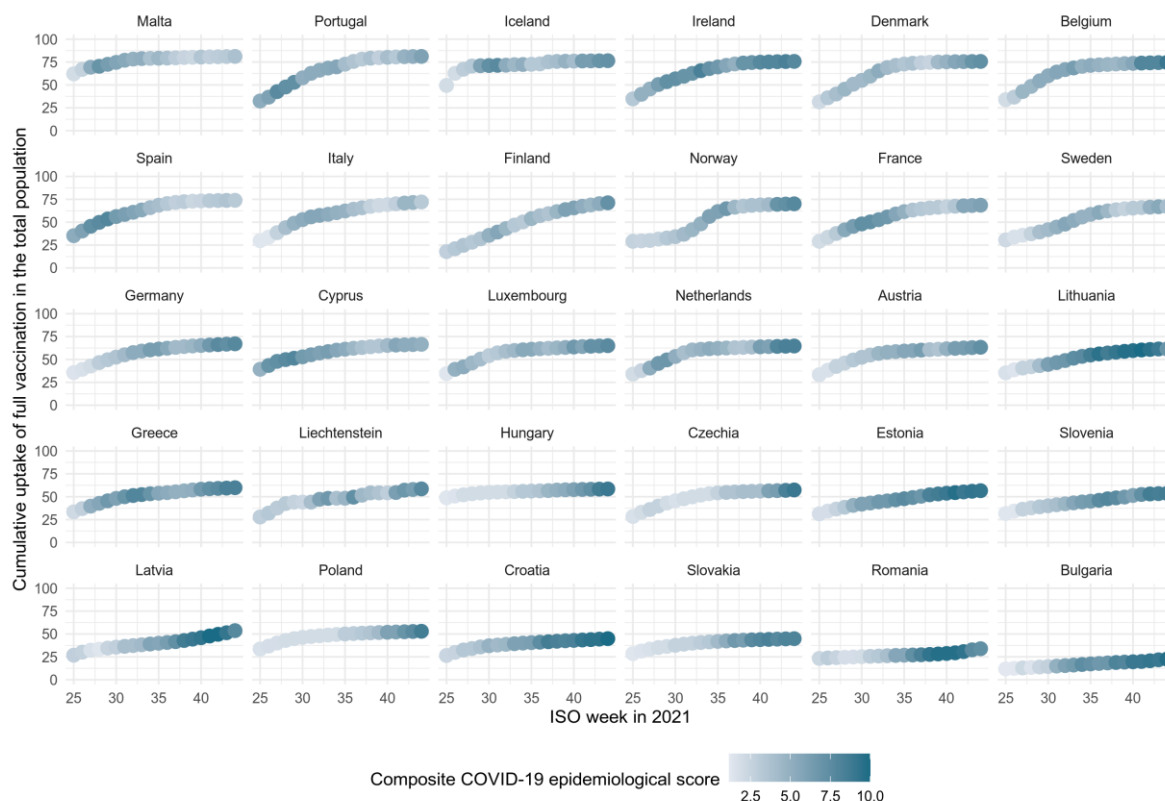 Malta Portugal Iceland Ireland Denmark Belgium
100
75
50
25
0
Spain Italy Finland Norway France Sweden
100
75
50
25
0
Germany Cyprus Luxembourg Netherlands Austria Lithuania
100
75
50
25
0
Greece Liechtenstein Hungary Czechia Estonia Slovenia
100
75
50
25
0
Latvia Poland Croatia Slovakia Romania Bulgaria
100
75
50
25
0
Cumulative uptake of full vaccination in the total population
25 30 35 40 25 30 35 40 25 30 35 40 25 30 35 40 25 30 35 40 25 30 35 40
ISO week in 2021
Composite COVID-19 epidemiological score
2.5 5.0 7.5 10.0